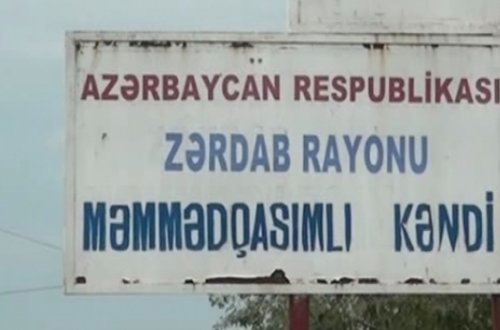 AZƏRBAYCAN RESPUBLİKASI
ZƏRDAB RAYONU
MƏMMƏDQASIMLI KƏNDİ